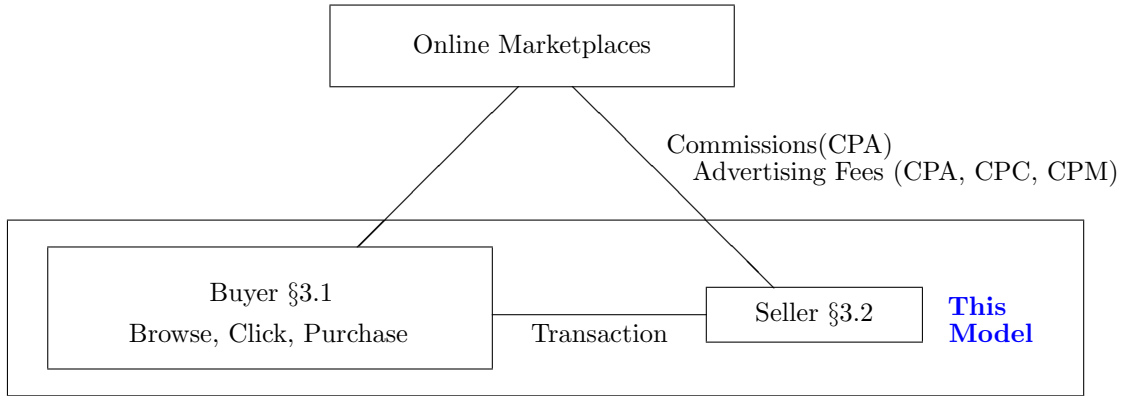 Online Marketplaces
Commissions(CPA)
Advertising Fees (CPA, CPC, CPM)
Buyer §3.1
Browse, Click, Purchase
Transaction
Seller §3.2
This
Model